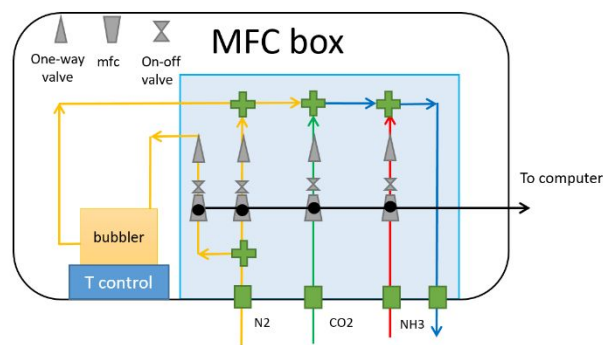 MFC box
One-way
valve
mfc
On-off
valve
To computer
bubbler
T control
N2
CO2
NH3